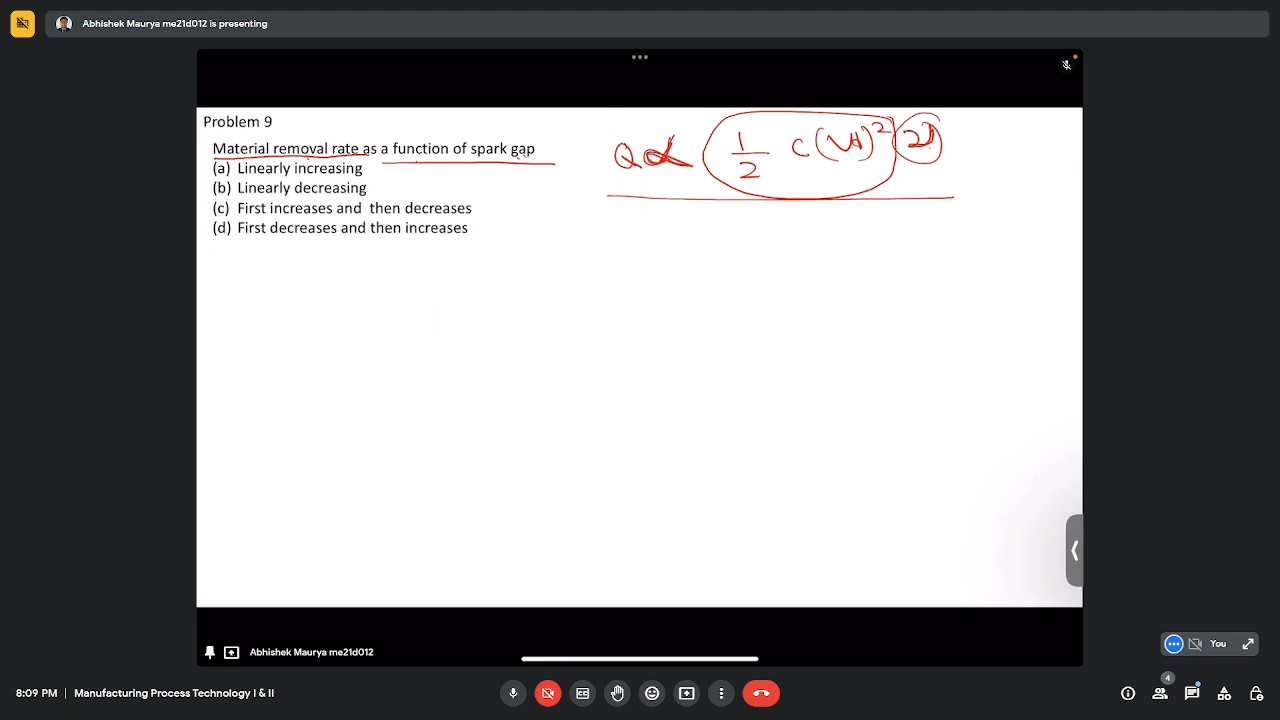 Abhishek Maurya me21d012 is presenting
Problem 9
Material removal rate as a function of spark gap
(a) Linearly increasing
(b) Linearly decreasing
(c) First increases and then decreases
(d) First decreases and then increases
Q ∝ 1/2 C ( )²
Abhishek Maurya me21d012
You
4
8:09 PM | Manufacturing Process Technology I & II